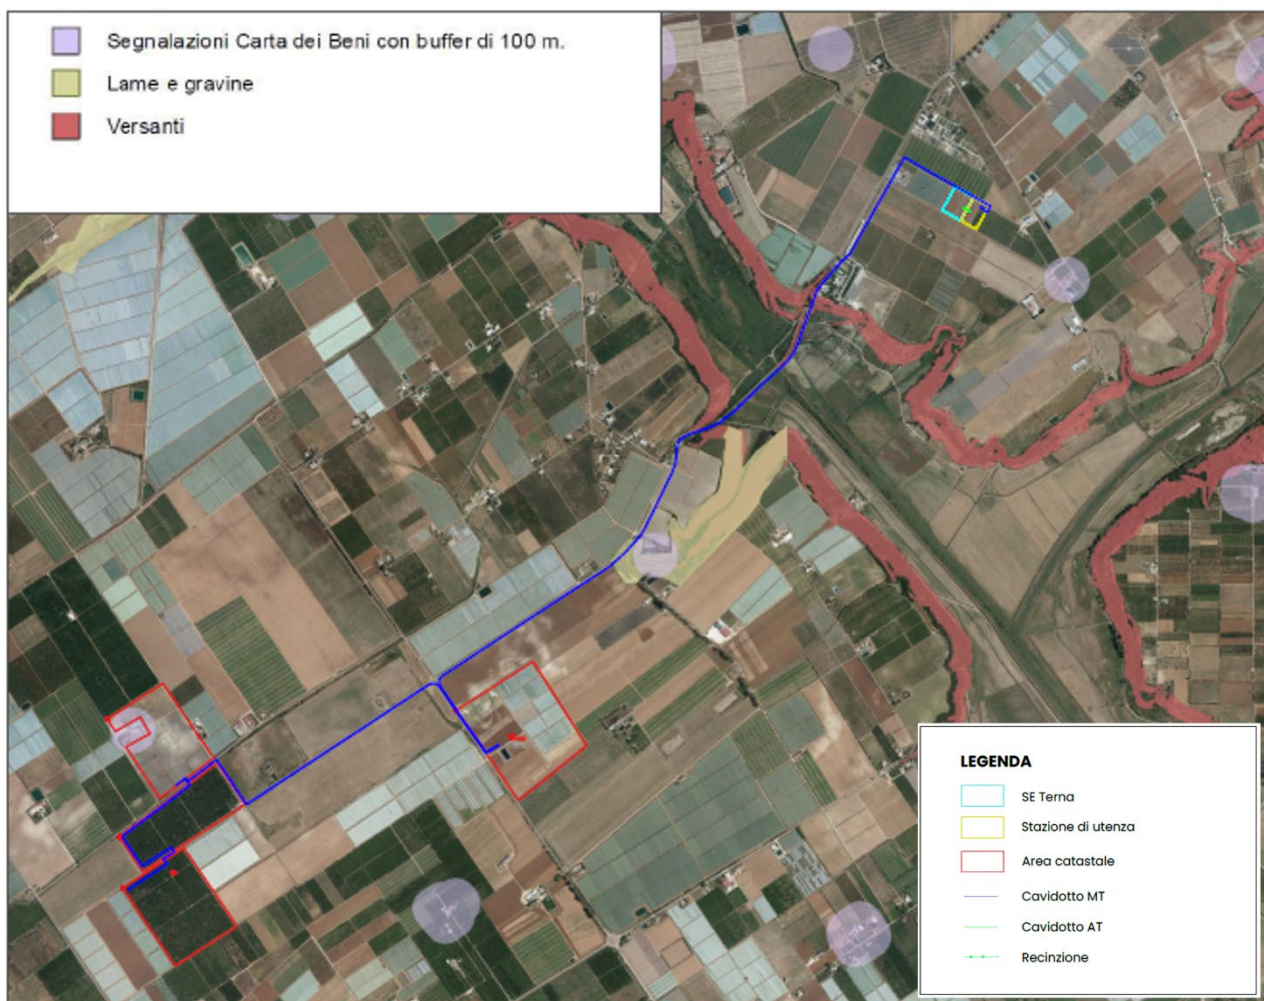 Segnalazioni Carta dei Beni con buffer di 100 m.
Lame e gravine
Versanti
LEGENDA
SE Terna
Stazione di utenza
Area catastale
Cavidotto MT
Cavidotto AT
Recinzione